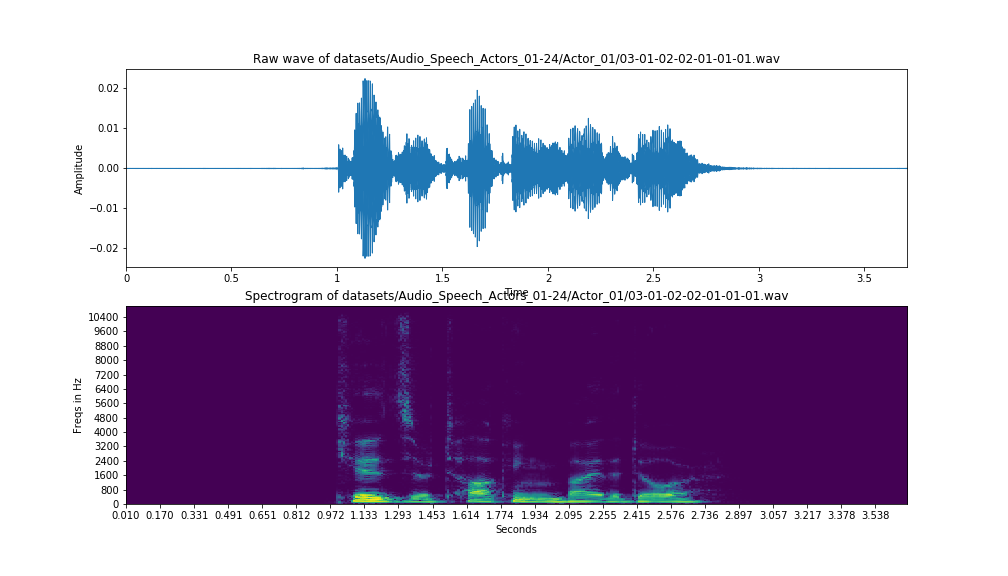 Raw wave of datasets/Audio_Speech_Actors_01-24/Actor_01/03-01-02-02-01-01-01.wav
0.02
0.01
0.00
−0.01
−0.02
Amplitude
0 0.5 1 1.5 2 2.5 3 3.5
Time
Spectrogram of datasets/Audio_Speech_Actors_01-24/Actor_01/03-01-02-02-01-01-01.wav
10400
9600
8800
8000
7200
6400
5600
4800
4000
3200
2400
1600
800
0
Freqs in Hz
0.010 0.170 0.331 0.491 0.651 0.812 0.972 1.133 1.293 1.453 1.614 1.774 1.934 2.095 2.255 2.415 2.576 2.736 2.897 3.057 3.217 3.378 3.538
Seconds